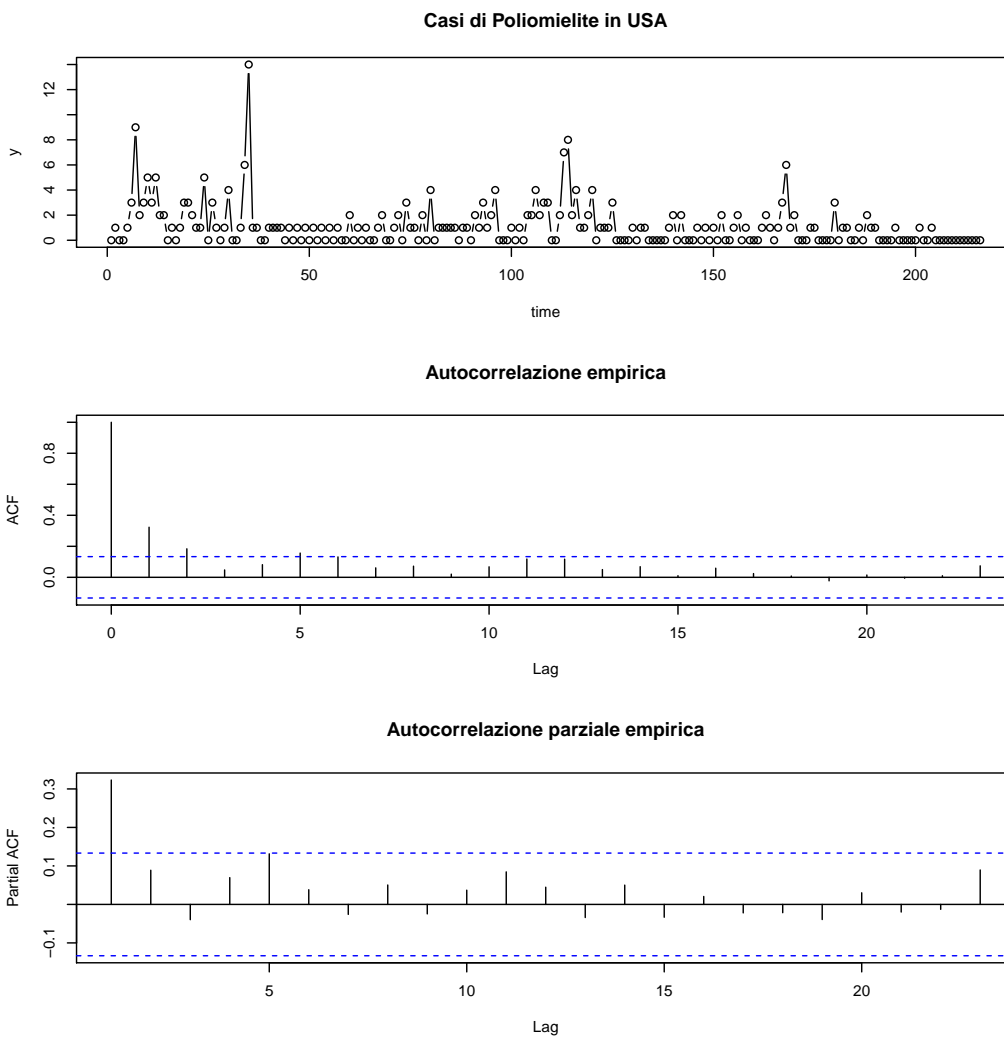 Casi di Poliomielite in USA
y
12
8
6
4
2
0
0 50 100 150 200
time
Autocorrelazione empirica
ACF
0.8
0.4
0.0
0 5 10 15 20
Lag
Autocorrelazione parziale empirica
Partial ACF
0.3
0.2
0.1
−0.1
5 10 15 20
Lag